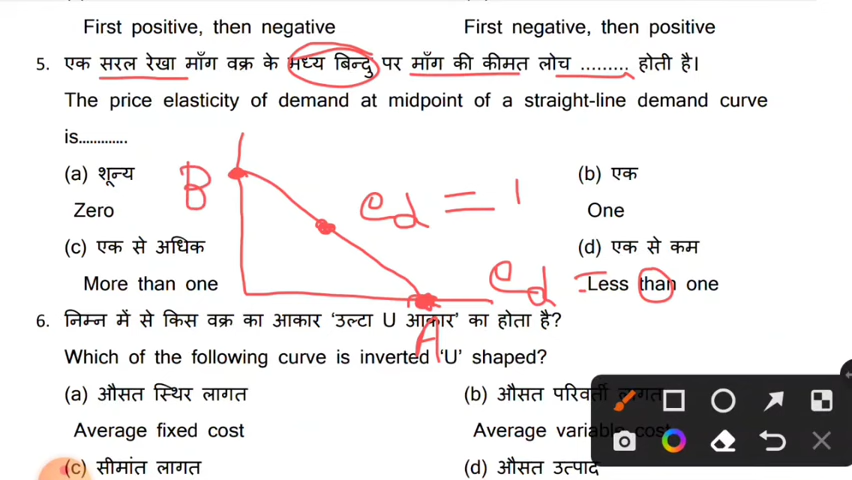 First positive, then negative First negative, then positive
5. एक सरल रेखा माँग वक्र के मध्य बिन्दु पर माँग की कीमत लोच ......... होती है।
The price elasticity of demand at midpoint of a straight-line demand curve
is.............
(a) शून्य (b) एक
Zero One
(c) एक से अधिक (d) एक से कम
More than one Less than one
B
ed = 1
ed =
A
6. निम्न में से किस वक्र का आकार 'उल्टा U आकार' का होता है?
Which of the following curve is inverted 'U' shaped?
(a) औसत स्थिर लागत (b) औसत परिवर्ती लागत
Average fixed cost Average variable cost
(c) सीमांत लागत (d) औसत उत्पाद